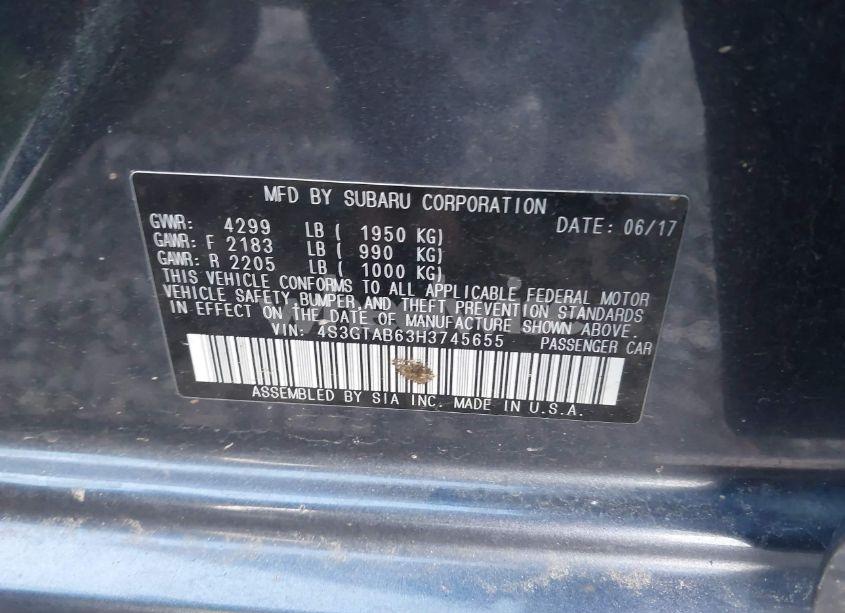 MFD BY SUBARU CORPORATION
GVWR: 4299 LB ( 1950 KG) DATE: 06/17
GAWR: F 2183 LB ( 990 KG)
GAWR: R 2205 LB ( 1000 KG)
THIS VEHICLE CONFORMS TO ALL APPLICABLE FEDERAL MOTOR
VEHICLE SAFETY, BUMPER, AND THEFT PREVENTION STANDARDS
IN EFFECT ON THE DATE OF MANUFACTURE SHOWN ABOVE.
VIN: 4S3GTAB63H3745655 PASSENGER CAR
ASSEMBLED BY SIA INC. MADE IN U.S.A.